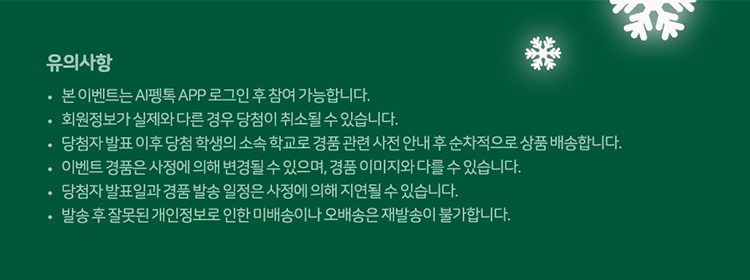 유의사항
• 본 이벤트는 AI펭톡 APP 로그인 후 참여 가능합니다.
• 회원정보가 실제와 다른 경우 당첨이 취소될 수 있습니다.
• 당첨자 발표 이후 당첨 학생의 소속 학교로 경품 관련 사전 안내 후 순차적으로 상품 배송합니다.
• 이벤트 경품은 사정에 의해 변경될 수 있으며, 경품 이미지와 다를 수 있습니다.
• 당첨자 발표일과 경품 발송 일정은 사정에 의해 지연될 수 있습니다.
• 발송 후 잘못된 개인정보로 인한 미배송이나 오배송은 재발송이 불가합니다.